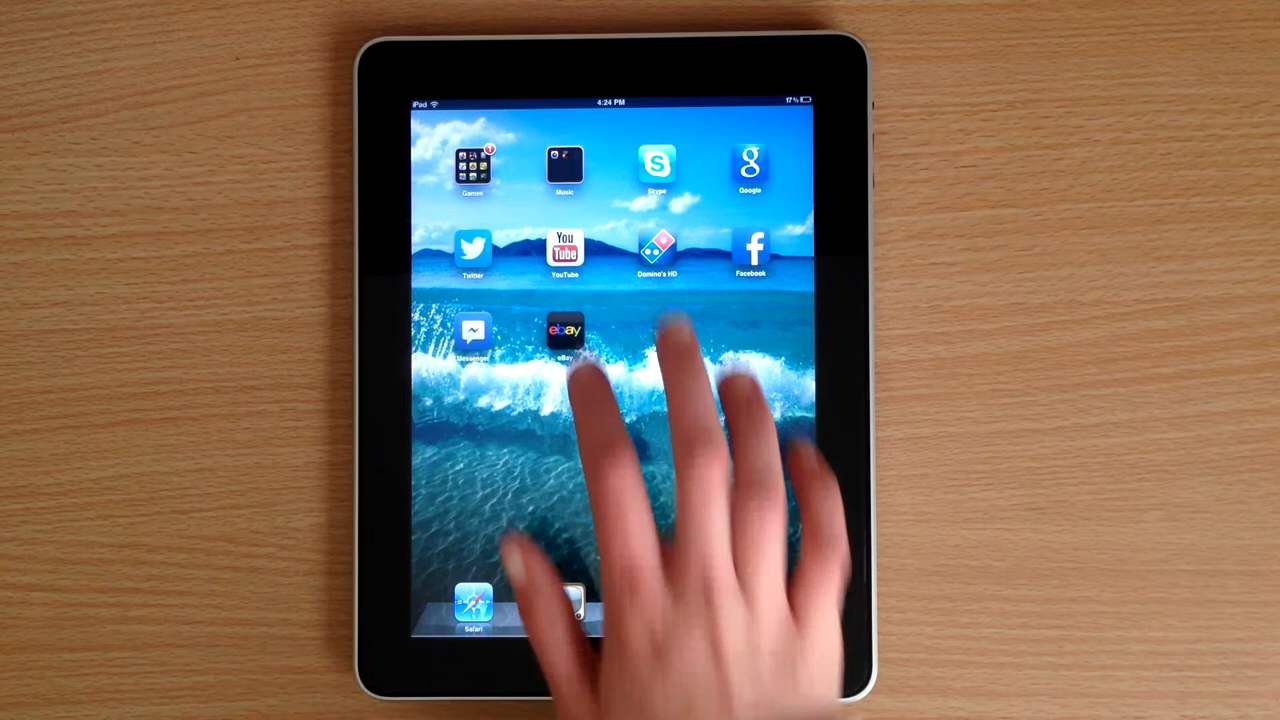 iPad 4:24 PM 17%
1
Games Music Skype Google
S g
You
Tube
f
Twitter YouTube Domino's HD Facebook
ebay
Messenger eBay
Safari